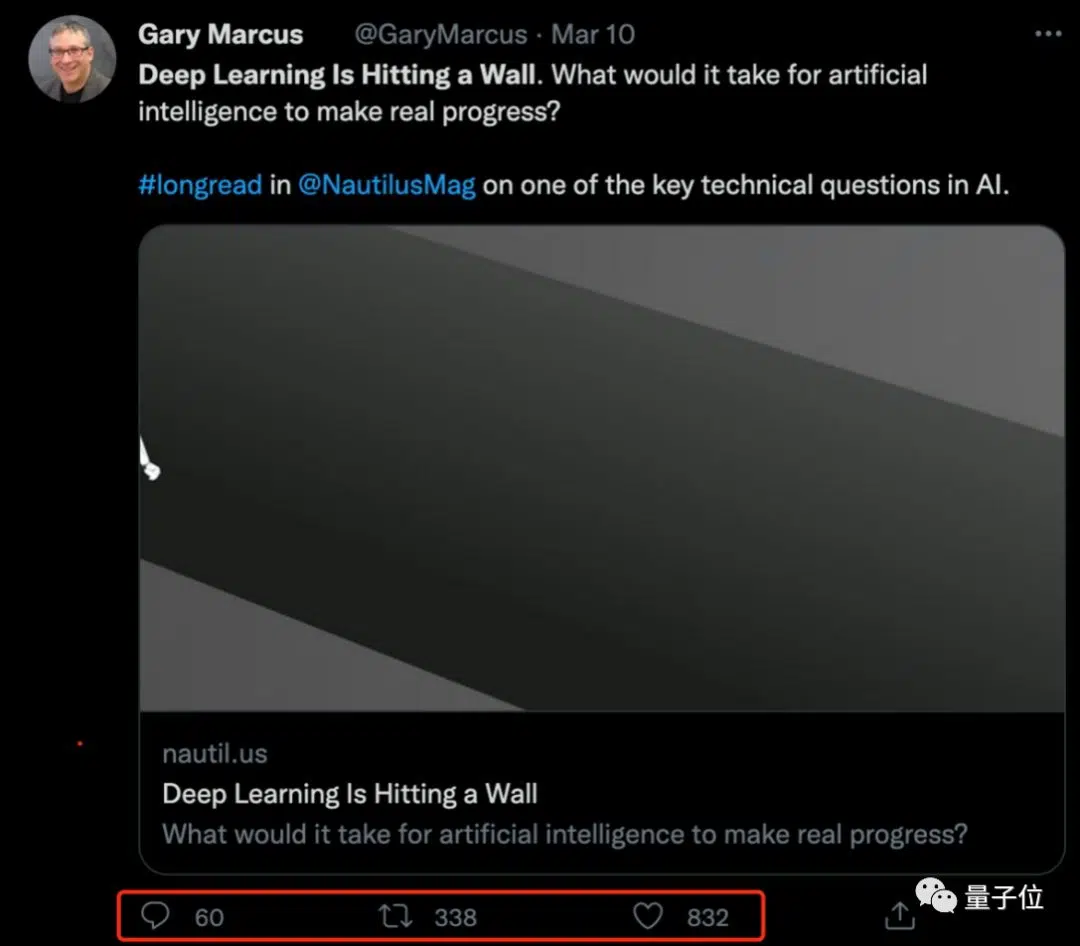 Gary Marcus @GaryMarcus · Mar 10
Deep Learning Is Hitting a Wall. What would it take for artificial
intelligence to make real progress?
#longread in @NautilusMag on one of the key technical questions in AI.
nautil.us
Deep Learning Is Hitting a Wall
What would it take for artificial intelligence to make real progress?
60 338 832
量子位